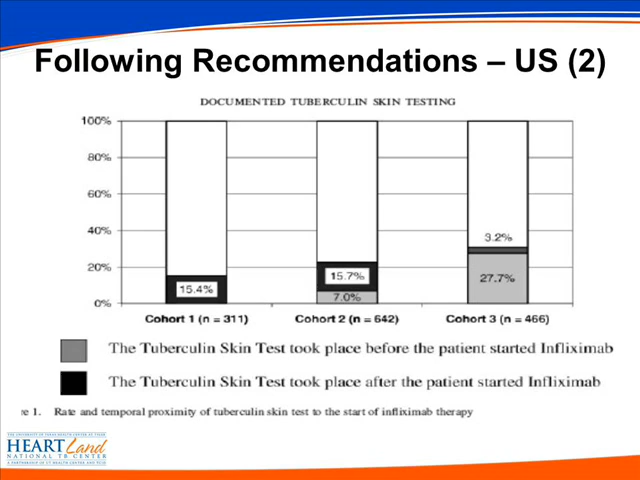 Following Recommendations – US (2)
DOCUMENTED TUBERCULIN SKIN TESTING
100%
80%
60%
40%
20%
0%
15.4%
15.7%
7.0%
3.2%
27.7%
Cohort 1 (n = 311)
Cohort 2 (n = 642)
Cohort 3 (n = 466)
The Tuberculin Skin Test took place before the patient started Infliximab
The Tuberculin Skin Test took place after the patient started Infliximab
re 1. Rate and temporal proximity of tuberculin skin test to the start of infliximab therapy
HEARTLand
NATIONAL TB CENTER